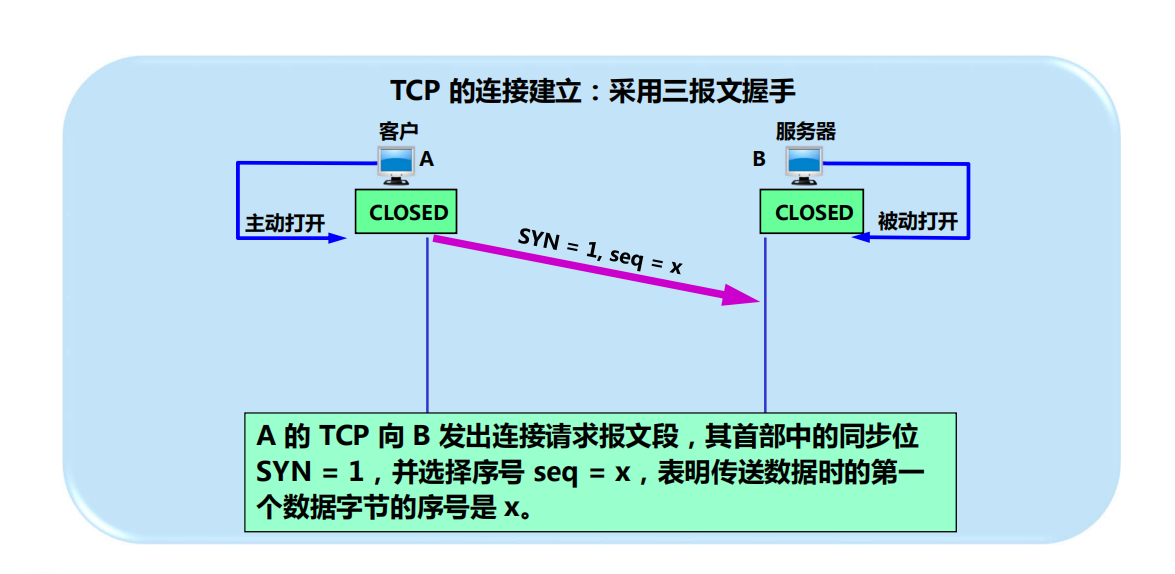 TCP 的连接建立：采用三报文握手
客户
服务器
A
B
CLOSED
CLOSED
主动打开
被动打开
SYN = 1, seq = x
A 的 TCP 向 B 发出连接请求报文段，其首部中的同步位
SYN = 1，并选择序号 seq = x，表明传送数据时的第一
个数据字节的序号是 x。